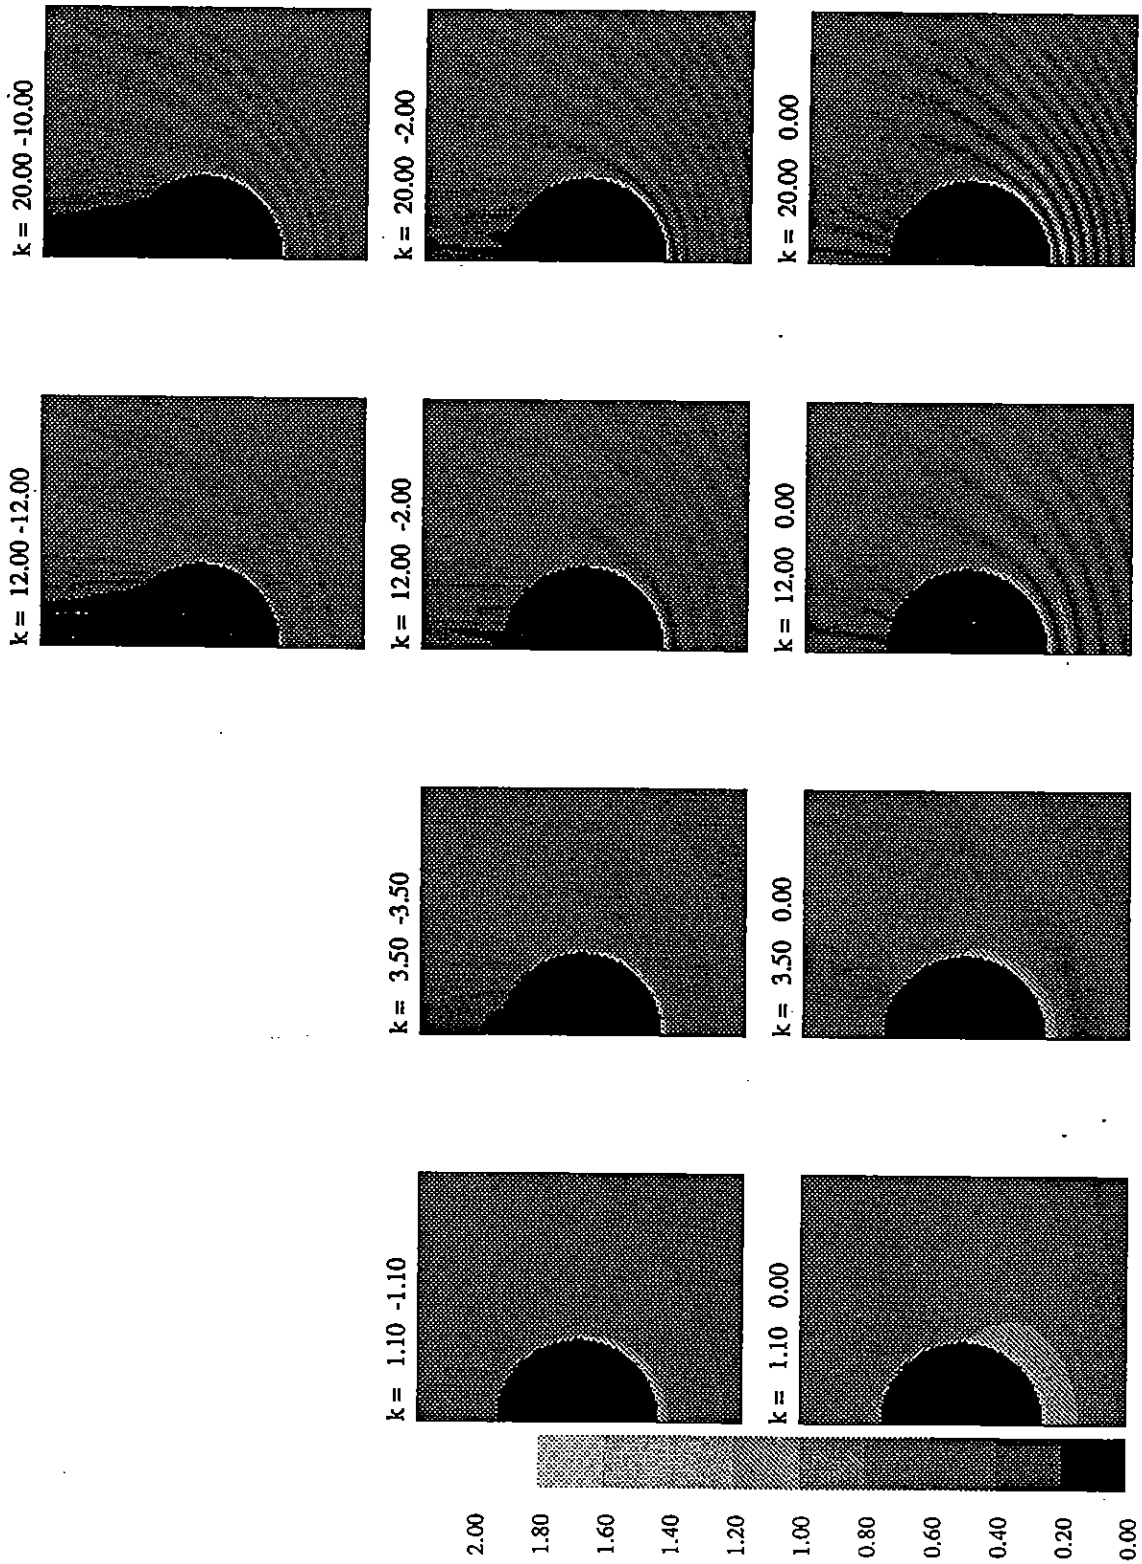 k = 20.00 -10.00
k = 20.00 -2.00
k = 20.00 0.00
k = 12.00 -12.00
k = 12.00 -2.00
k = 12.00 0.00
k = 3.50 -3.50
k = 3.50 0.00
k = 1.10 -1.10
k = 1.10 0.00
2.00
1.80
1.60
1.40
1.20
1.00
0.80
0.60
0.40
0.20
0.00